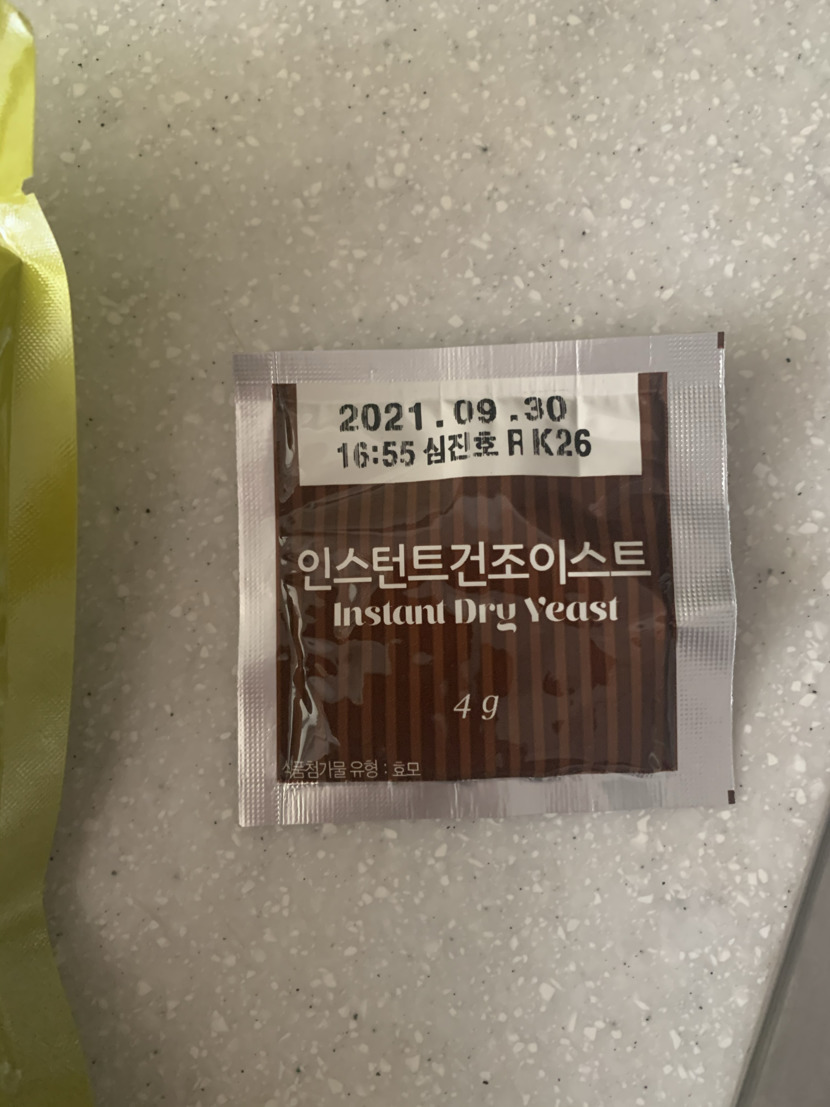 2021.09.30
16:55 심진호 R K26
인스턴트건조이스트
Instant Dry Yeast
4 g
식품첨가물 유형 : 효모